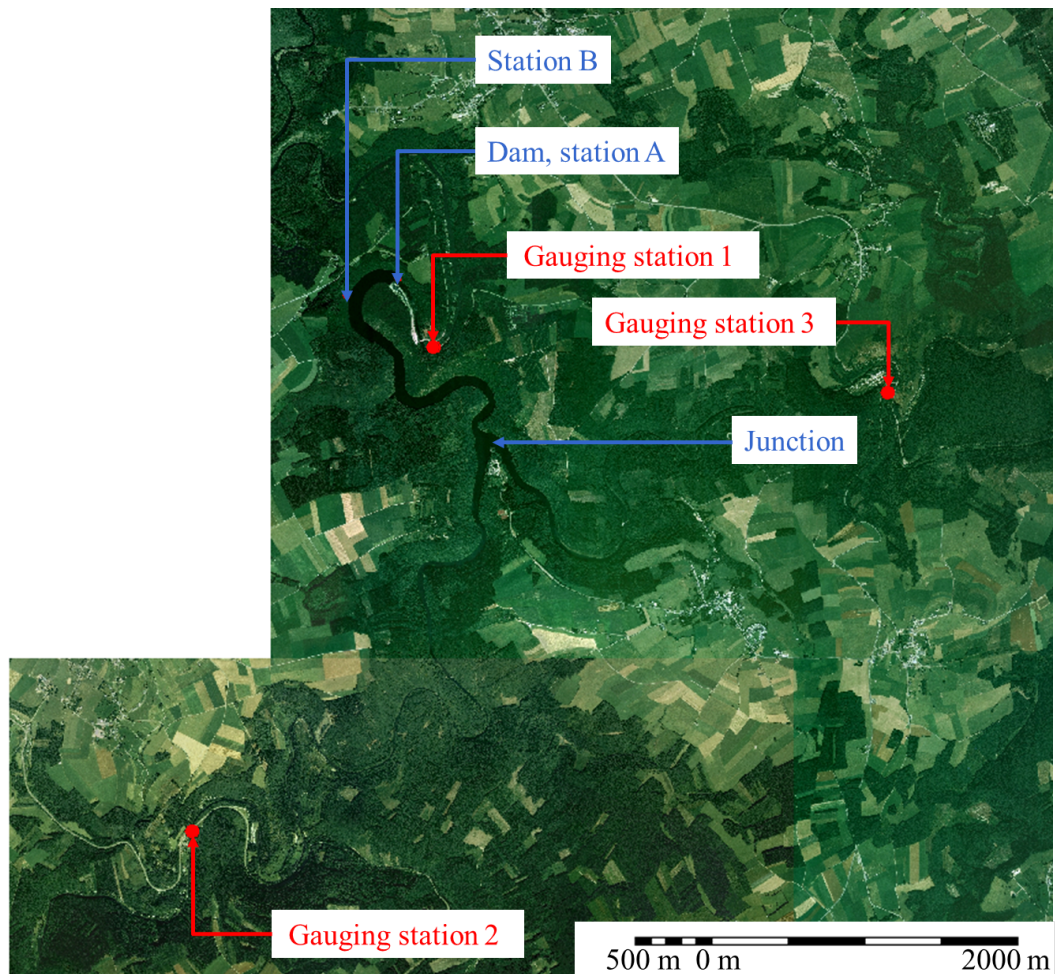 Station B
Dam, station A
Gauging station 1
Gauging station 3
Junction
Gauging station 2
500 m 0 m 2000 m